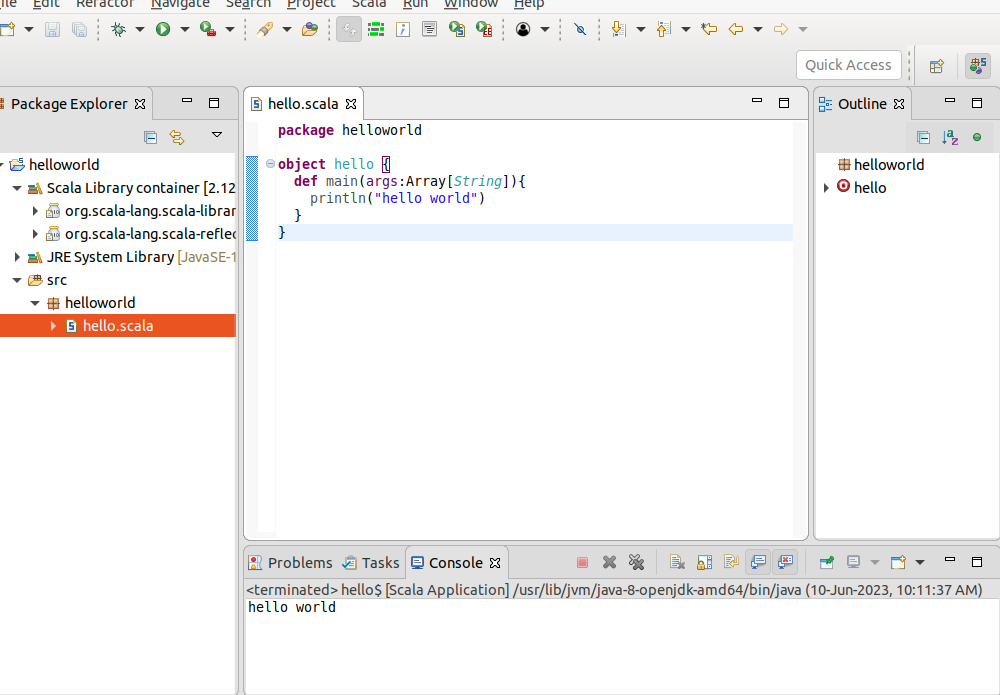 ile Edit Refactor Navigate Search Project Scala Run Window Help
Quick Access
Package Explorer
helloworld
Scala Library container [2.12
org.scala-lang.scala-librar
org.scala-lang.scala-reflec
JRE System Library [JavaSE-1
src
helloworld
hello.scala
hello.scala
package helloworld
object hello {
def main(args:Array[String]){
println("hello world")
}
}
Outline
helloworld
hello
Problems Tasks Console
<terminated> hello$ [Scala Application] /usr/lib/jvm/java-8-openjdk-amd64/bin/java (10-Jun-2023, 10:11:37 AM)
hello world